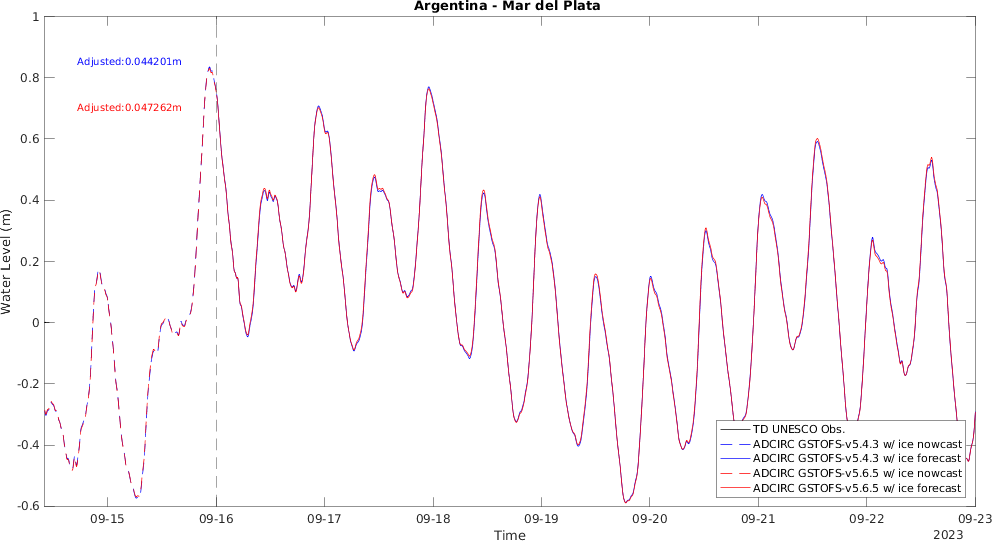 Argentina - Mar del Plata
Adjusted:0.044201m
Adjusted:0.047262m
Water Level (m)
1
0.8
0.6
0.4
0.2
0
-0.2
-0.4
-0.6
TD UNESCO Obs.
ADCIRC GSTOFS-v5.4.3 w/ ice nowcast
ADCIRC GSTOFS-v5.4.3 w/ ice forecast
ADCIRC GSTOFS-v5.6.5 w/ ice nowcast
ADCIRC GSTOFS-v5.6.5 w/ ice forecast
09-15
09-16
09-17
09-18
09-19
09-20
09-21
09-22
09-23
Time
2023